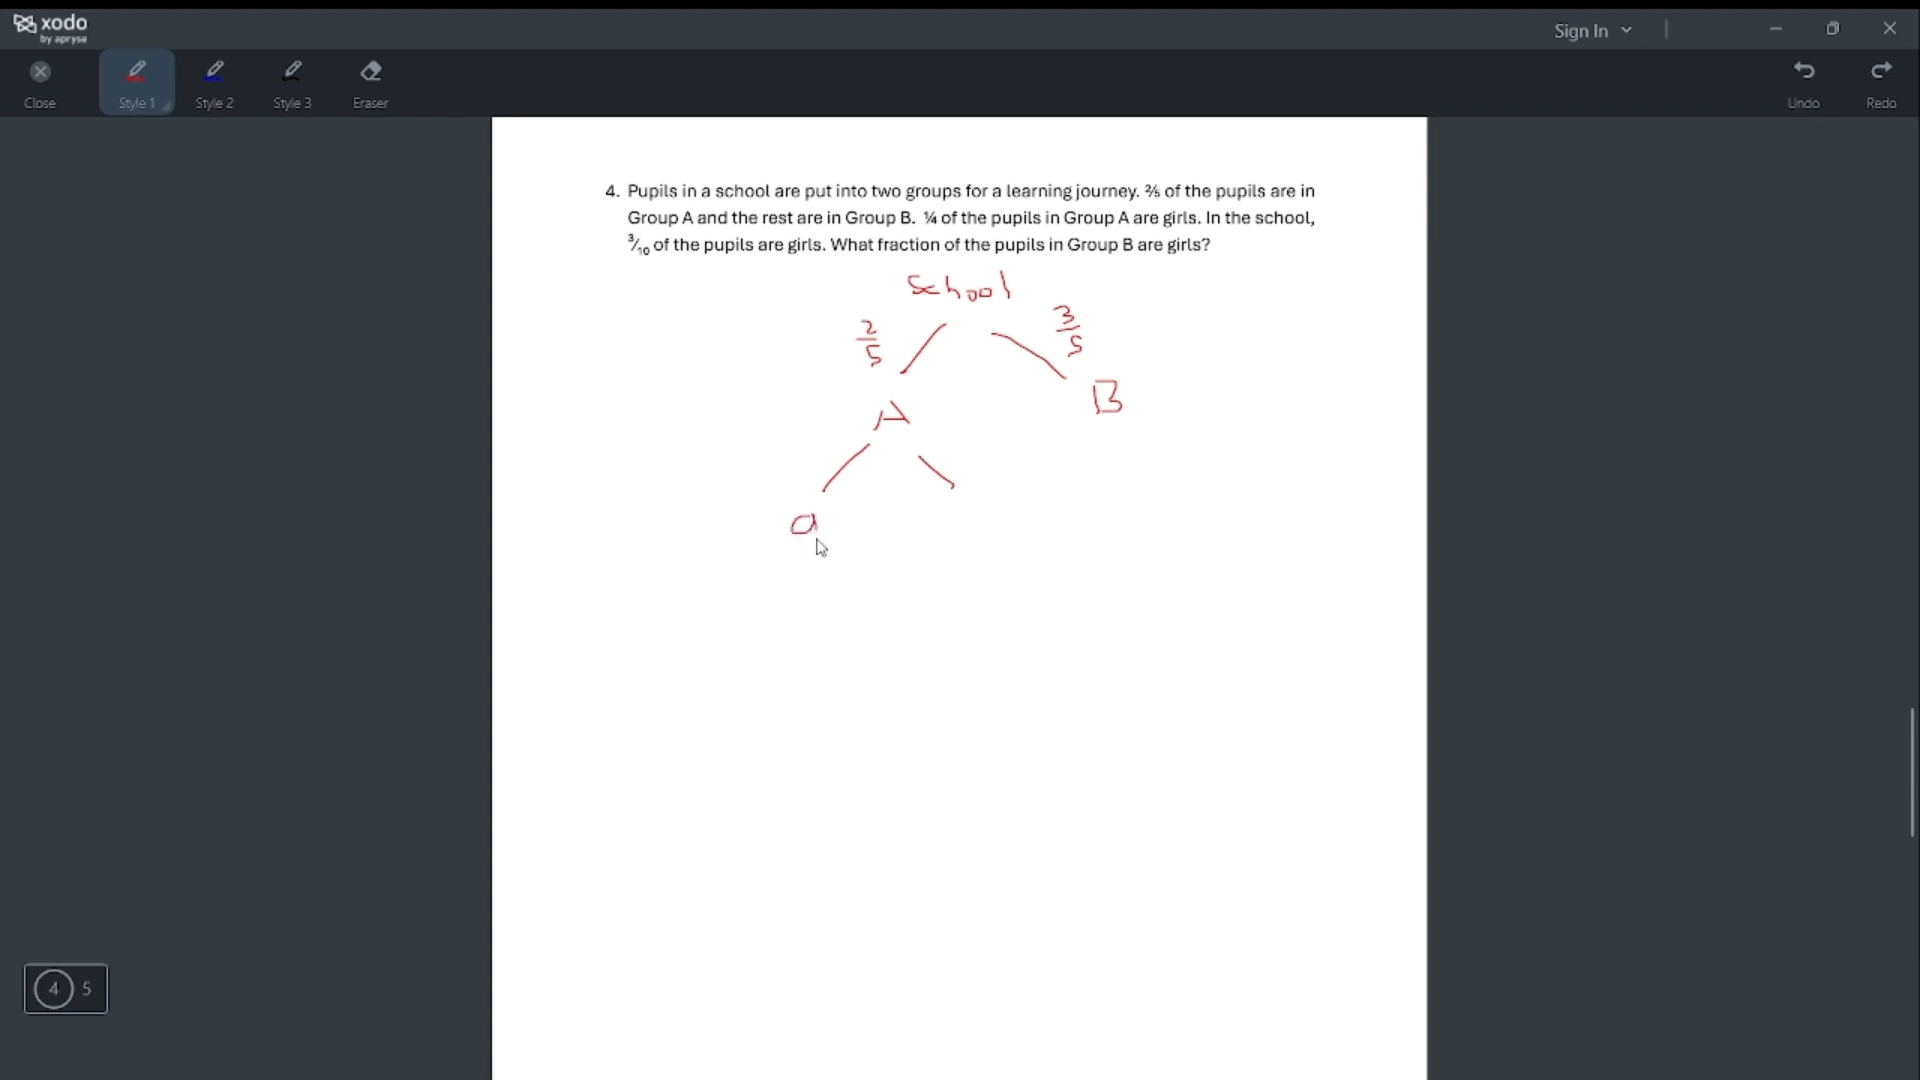 xodo
by apryse
Sign In
Close
Style 1
Style 2
Style 3
Eraser
Undo
Redo
4. Pupils in a school are put into two groups for a learning journey. ⅖ of the pupils are in
Group A and the rest are in Group B. ¼ of the pupils in Group A are girls. In the school,
³⁄₁₀ of the pupils are girls. What fraction of the pupils in Group B are girls?
School
2/5
3/5
A
B
a
4 5